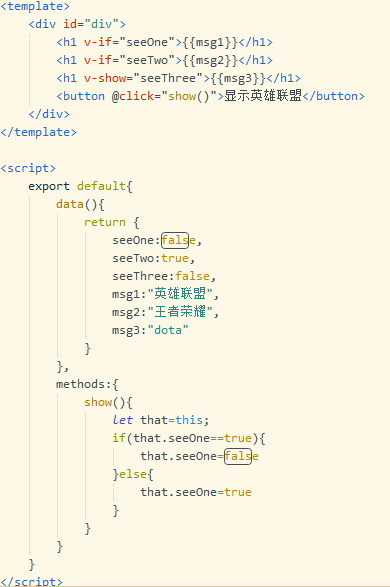 <template>
    <div id="div">
        <h1 v-if="seeOne">{{msg1}}</h1>
        <h1 v-if="seeTwo">{{msg2}}</h1>
        <h1 v-show="seeThree">{{msg3}}</h1>
        <button @click="show()">显示英雄联盟</button>
    </div>
</template>

<script>
    export default{
        data(){
            return {
                seeOne:false,
                seeTwo:true,
                seeThree:false,
                msg1:"英雄联盟",
                msg2:"王者荣耀",
                msg3:"dota"
            }
        },
        methods:{
            show(){
                let that=this;
                if(that.seeOne==true){
                    that.seeOne=false
                }else{
                    that.seeOne=true
                }
            }
        }
    }
</script>